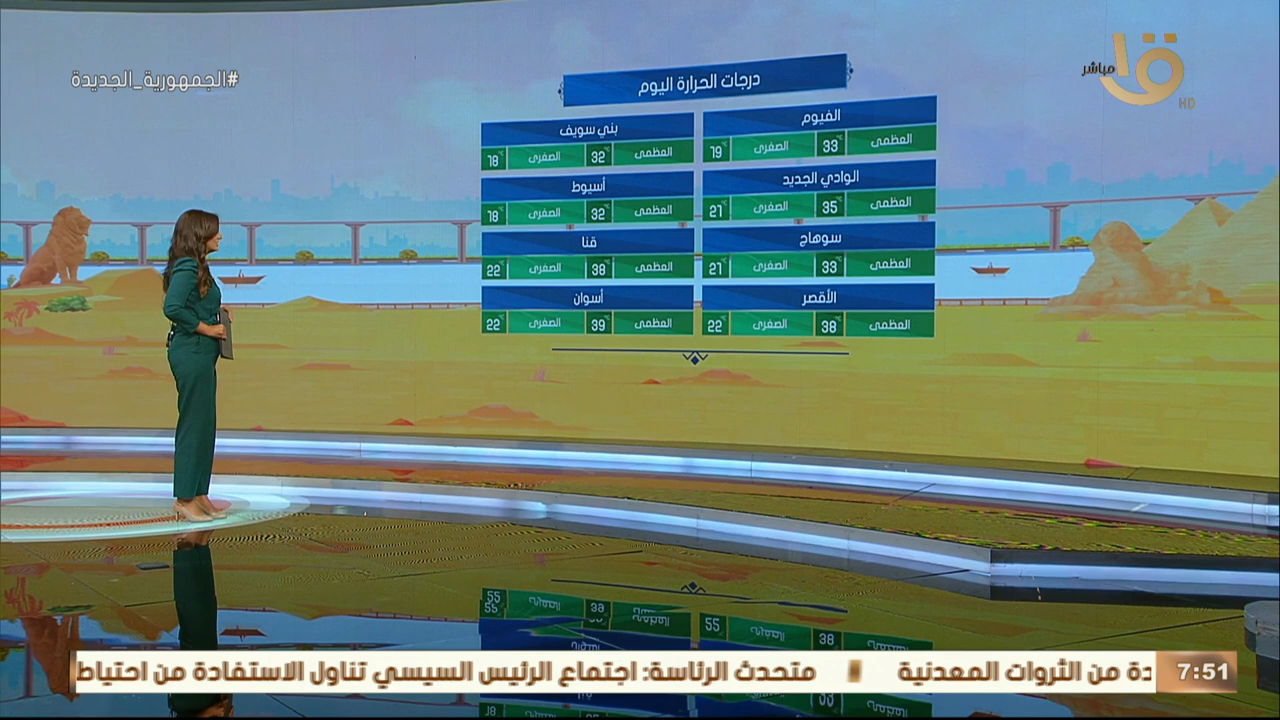 #الجمهورية_الجديدة
مباشر
HD
درجات الحرارة اليوم
الفيوم
العظمى 33 الصغرى 19
بني سويف
العظمى 32 الصغرى 18
الوادي الجديد
العظمى 35 الصغرى 21
أسيوط
العظمى 32 الصغرى 18
سوهاج
العظمى 33 الصغرى 21
قنا
العظمى 38 الصغرى 22
الأقصر
العظمى 38 الصغرى 22
أسوان
العظمى 39 الصغرى 22
دة من الثروات المعدنية
متحدث الرئاسة: اجتماع الرئيس السيسي تناول الاستفادة من احتياط
7:51